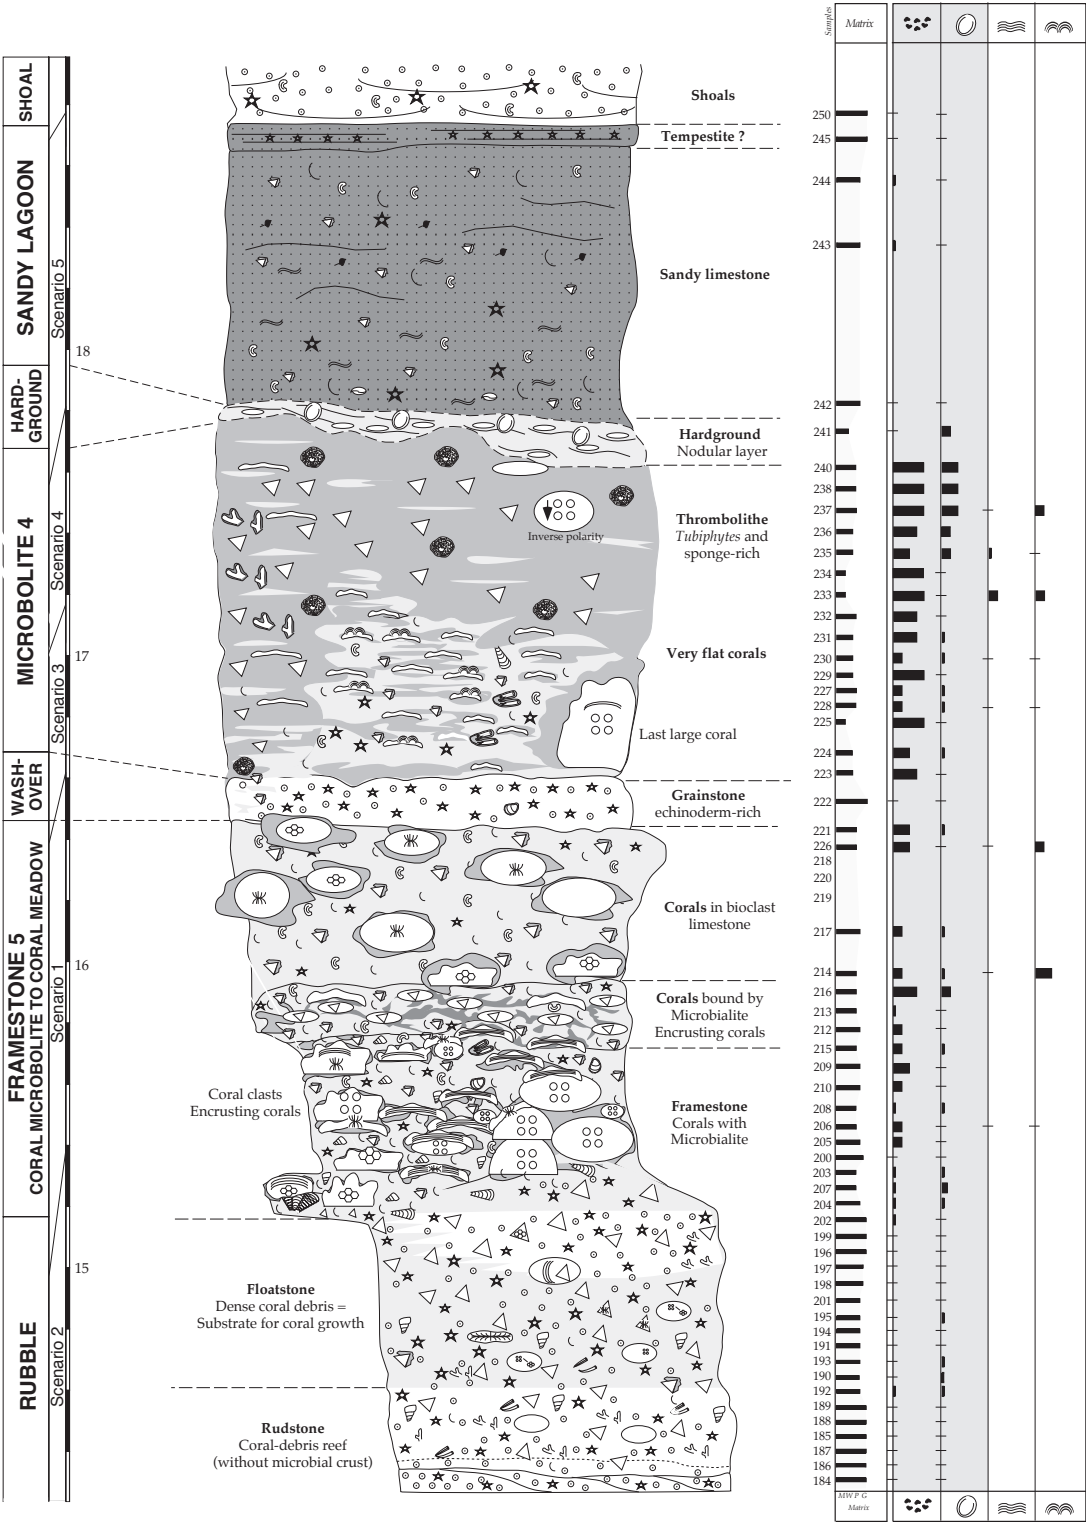 Samples
Matrix
SHOAL
SANDY LAGOON
HARD-
GROUND
MICROBOLITE 4
WASH-
OVER
FRAMESTONE 5
CORAL MICROBOLITE TO CORAL MEADOW
RUBBLE
Scenario 5
Scenario 4
Scenario 3
Scenario 1
Scenario 2
18
17
16
15
Shoals
Tempestite ?
Sandy limestone
Hardground
Nodular layer
Thrombolithe
Tubiphytes and
sponge-rich
Inverse polarity
Very flat corals
Last large coral
Grainstone
echinoderm-rich
Corals in bioclast
limestone
Corals bound by
Microbialite
Encrusting corals
Coral clasts
Encrusting corals
Framestone
Corals with
Microbialite
Floatstone
Dense coral debris =
Substrate for coral growth
Rudstone
Coral-debris reef
(without microbial crust)
250
245
244
243
242
241
240
238
237
236
235
234
233
232
231
230
229
227
228
225
224
223
222
221
226
218
220
219
217
214
216
213
212
215
209
210
208
206
205
200
203
207
204
202
199
196
197
198
201
195
194
191
193
190
192
189
188
185
187
186
184
M W P G
Matrix